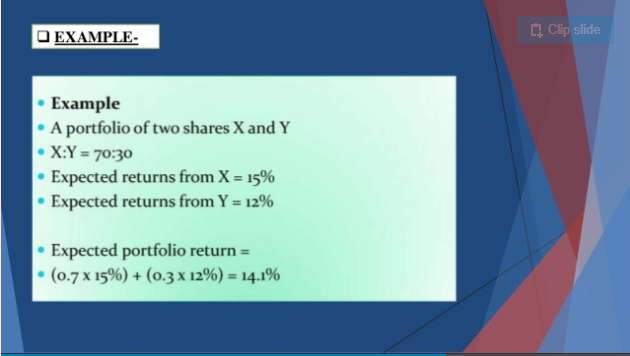 ❑ EXAMPLE-
Clip slide
• Example
• A portfolio of two shares X and Y
• X:Y = 70:30
• Expected returns from X = 15%
• Expected returns from Y = 12%
• Expected portfolio return =
• (0.7 x 15%) + (0.3 x 12%) = 14.1%